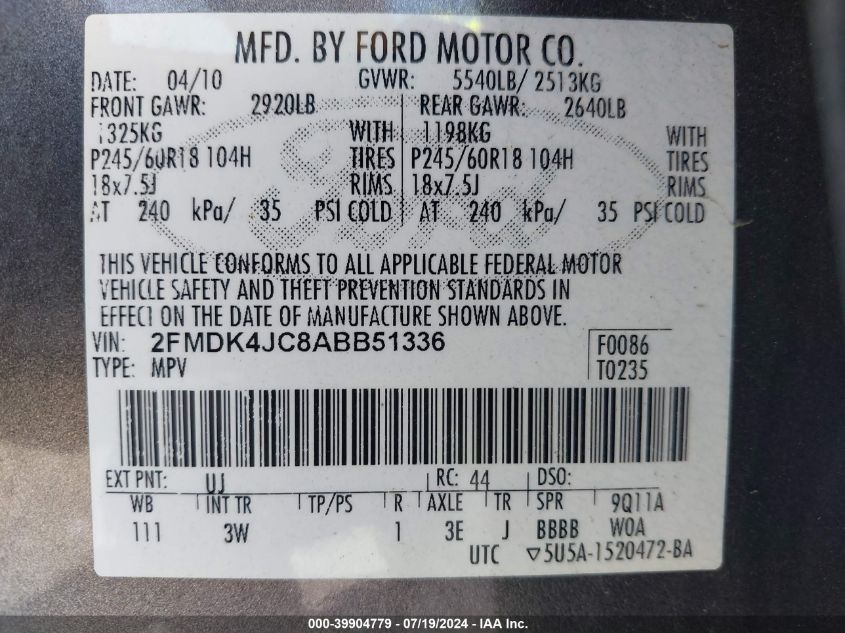 MFD. BY FORD MOTOR CO.
DATE: 04/10 GVWR: 5540LB/ 2513KG
FRONT GAWR: 2920LB REAR GAWR: 2640LB
1325KG WITH 1198KG WITH
P245/60R18 104H TIRES P245/60R18 104H TIRES
18x7.5J RIMS 18x7.5J RIMS
AT 240 kPa/ 35 PSI COLD AT 240 kPa/ 35 PSI COLD
Ford
THIS VEHICLE CONFORMS TO ALL APPLICABLE FEDERAL MOTOR
VEHICLE SAFETY AND THEFT PREVENTION STANDARDS IN
EFFECT ON THE DATE OF MANUFACTURE SHOWN ABOVE.
VIN: 2FMDK4JC8ABB51336 F0086
TYPE: MPV T0235
EXT PNT: UJ RC: 44 DSO:
WB INT TR TP/PS R AXLE TR SPR 9Q11A
111 3W 1 3E J BBBB WOA
UTC ▽5U5A-1520472-BA
000-39904779 - 07/19/2024 - IAA Inc.